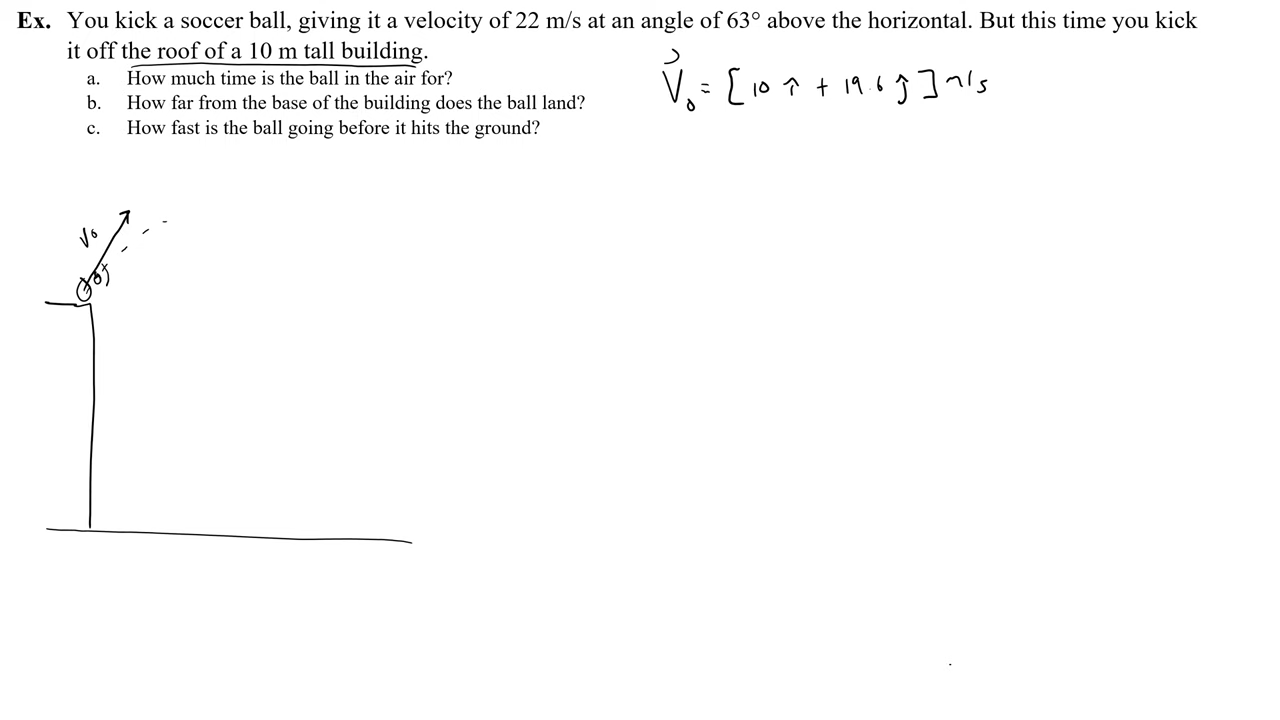 Ex. You kick a soccer ball, giving it a velocity of 22 m/s at an angle of 63° above the horizontal. But this time you kick
it off the roof of a 10 m tall building.
a. How much time is the ball in the air for?
b. How far from the base of the building does the ball land?
c. How fast is the ball going before it hits the ground?
V⃗₀ = [10 î + 19.6 ĵ] m/s
V₀